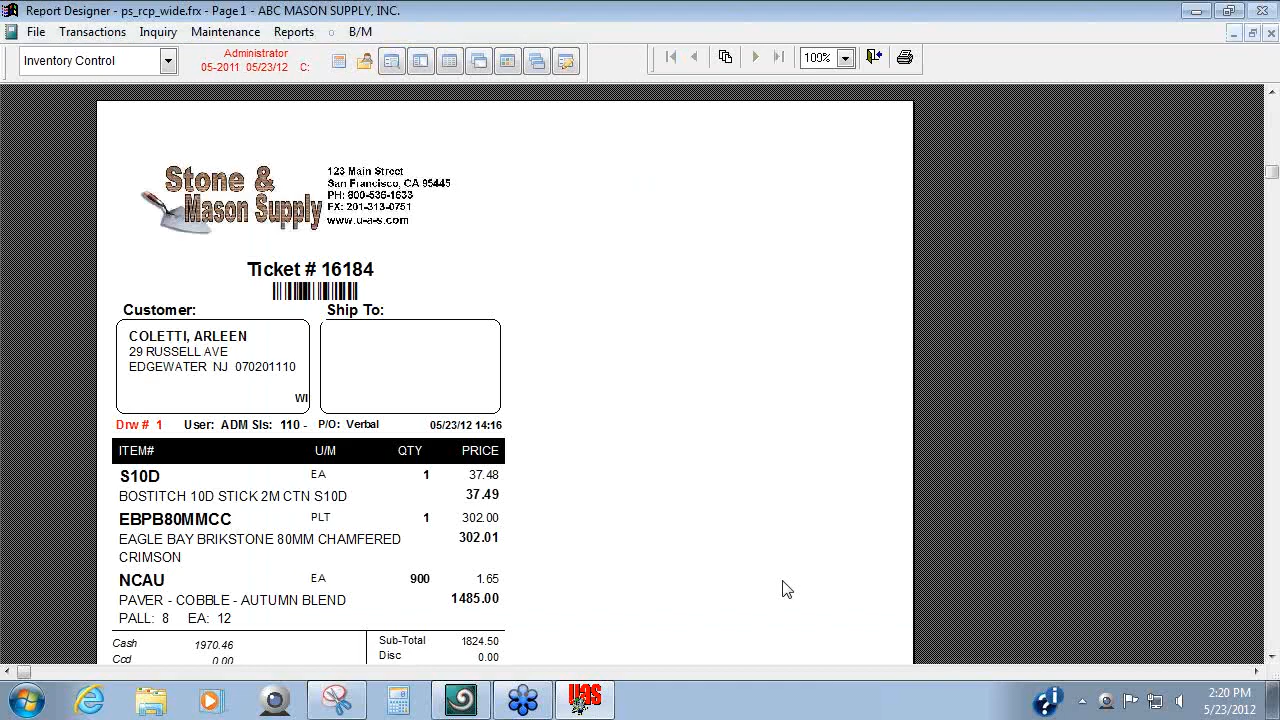 Report Designer - ps_rcp_wide.frx - Page 1 - ABC MASON SUPPLY, INC.
File Transactions Inquiry Maintenance Reports B/M
Inventory Control
Administrator
05-2011 05/23/12 C:
100%
Stone &
Mason Supply
123 Main Street
San Francisco, CA 95445
PH: 800-536-1633
FX: 201-313-0751
www.u-a-s.com
Ticket # 16184
Customer: Ship To:
COLETTI, ARLEEN
29 RUSSELL AVE
EDGEWATER NJ 070201110
WI
Drw # 1 User: ADM Sls: 110 - P/O: Verbal 05/23/12 14:16
ITEM# U/M QTY PRICE
S10D EA 1 37.48
BOSTITCH 10D STICK 2M CTN S10D 37.49
EBPB80MMCC PLT 1 302.00
EAGLE BAY BRIKSTONE 80MM CHAMFERED 302.01
CRIMSON
NCAU EA 900 1.65
PAVER - COBBLE - AUTUMN BLEND 1485.00
PALL: 8 EA: 12
Cash 1970.46 Sub-Total 1824.50
Ccd 0.00 Disc 0.00
UAS
2:20 PM
5/23/2012